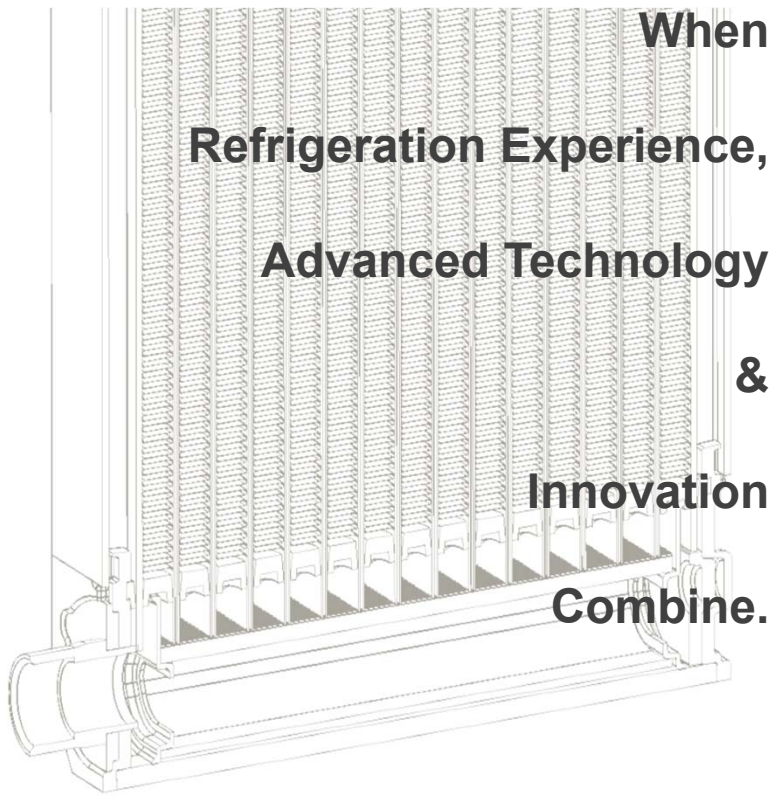 When
Refrigeration Experience,
Advanced Technology
&
Innovation
Combine.